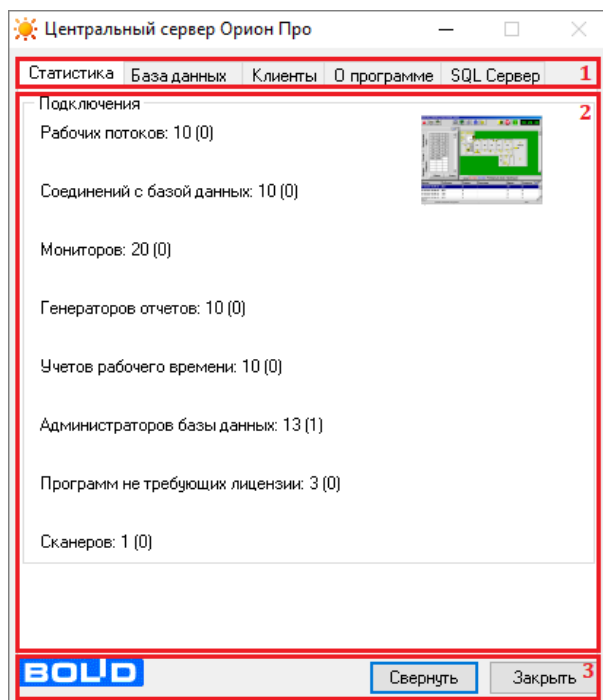 Центральный сервер Орион Про
Статистика База данных Клиенты О программе SQL Сервер 1
Подключения 2
Рабочих потоков: 10 (0)
Соединений с базой данных: 10 (0)
Мониторов: 20 (0)
Генераторов отчетов: 10 (0)
Учетов рабочего времени: 10 (0)
Администраторов базы данных: 13 (1)
Программ не требующих лицензии: 3 (0)
Сканеров: 1 (0)
BOLID Свернуть Закрыть 3